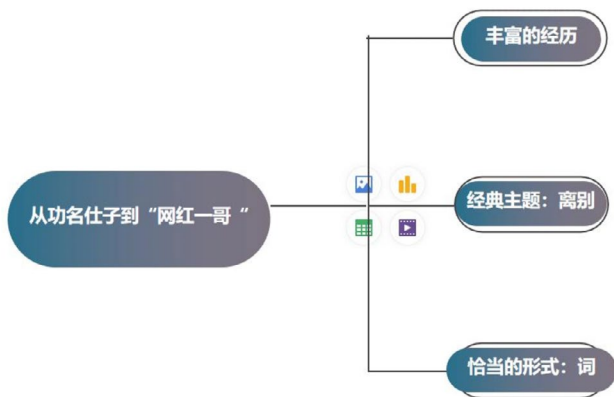 丰富的经历
从功名仕子到“网红一哥“
经典主题：离别
恰当的形式：词